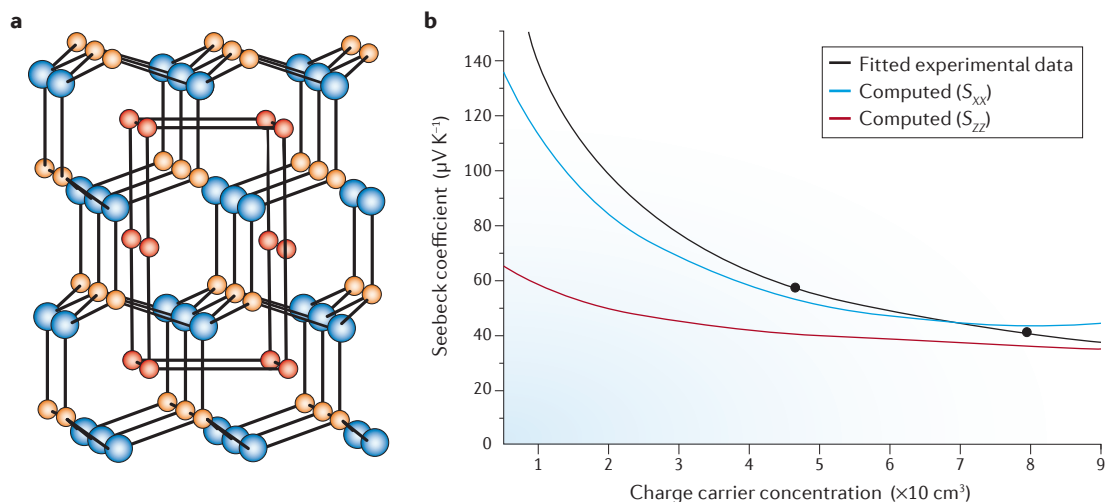 a
b
140
120
100
80
60
40
20
0
Seebeck coefficient (μV K⁻¹)
Fitted experimental data
Computed (S_XX)
Computed (S_ZZ)
1 2 3 4 5 6 7 8 9
Charge carrier concentration (×10 cm³)